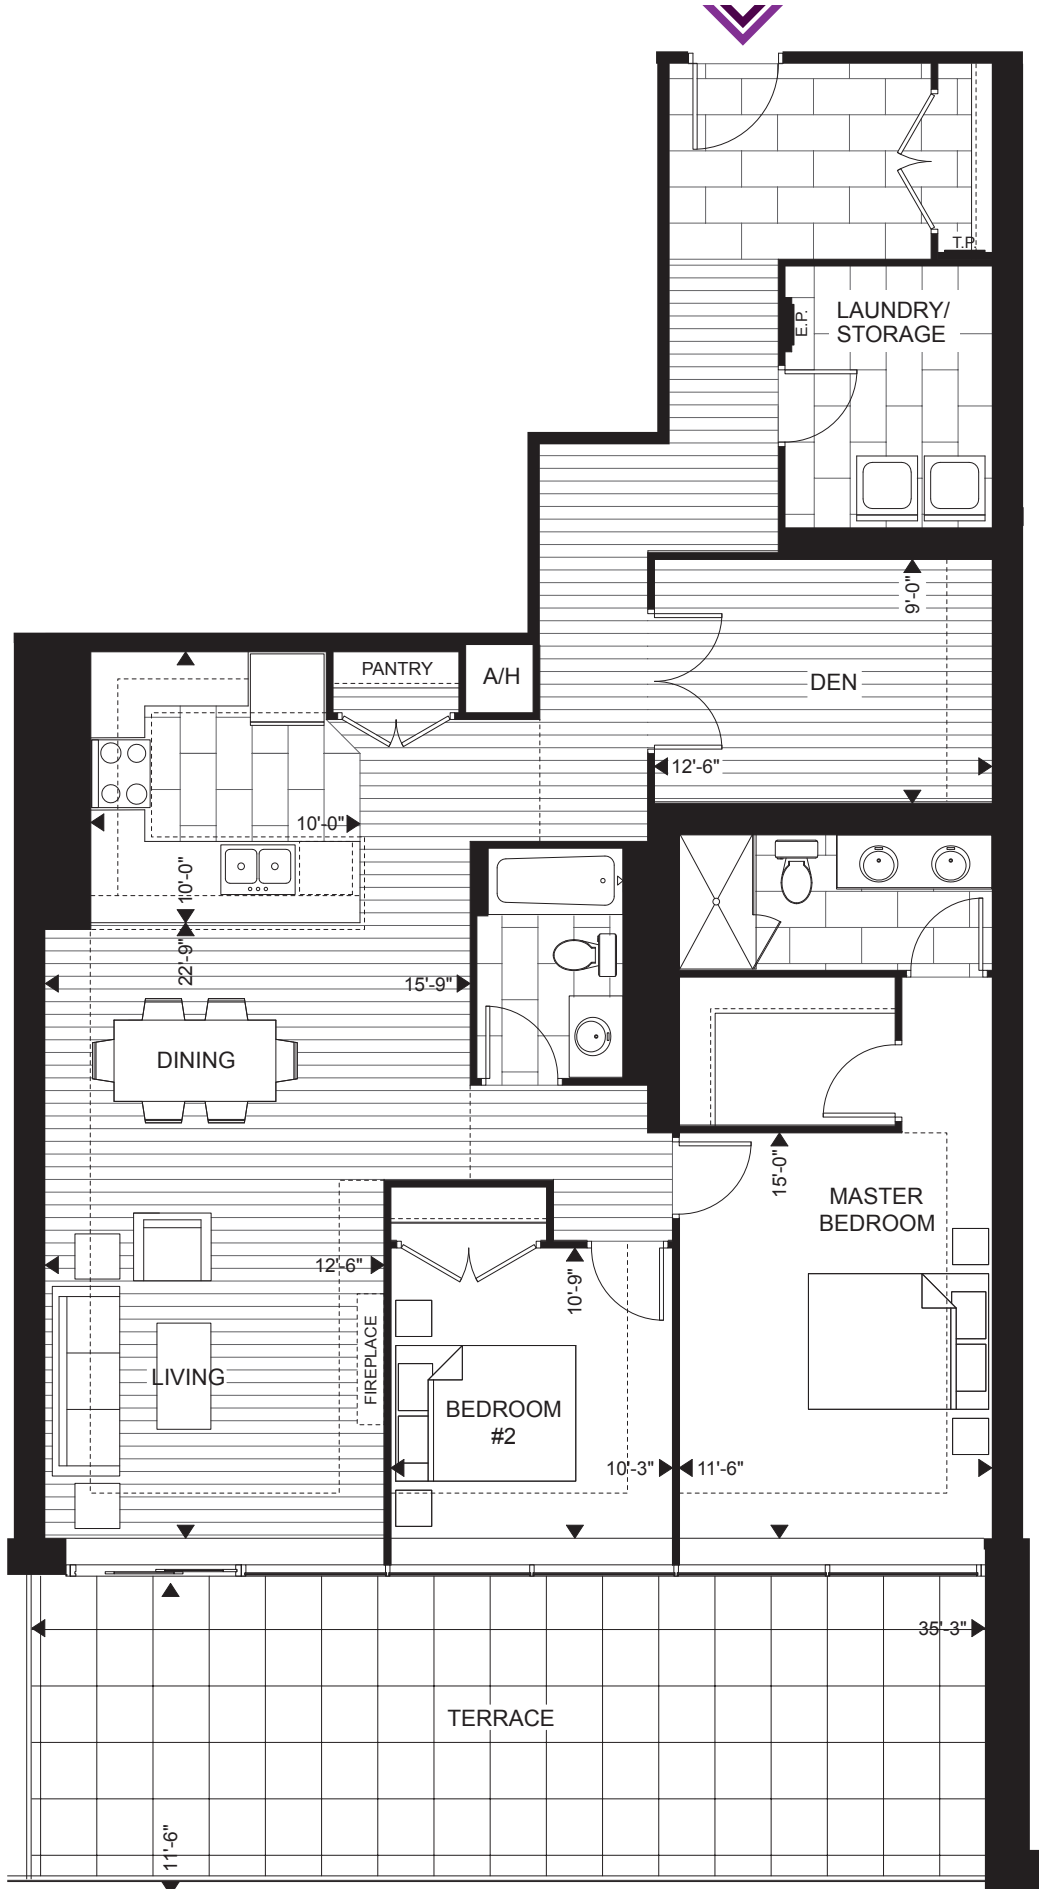 T.P.
LAUNDRY/
STORAGE
E.P.
9'-0"
PANTRY
A/H
DEN
12'-6"
10'-0"
10'-0"
22'-9"
15'-9"
DINING
15'-0"
MASTER
BEDROOM
12'-6"
10'-9"
FIREPLACE
LIVING
BEDROOM
#2
10'-3"
11'-6"
35'-3"
TERRACE
11'-6"